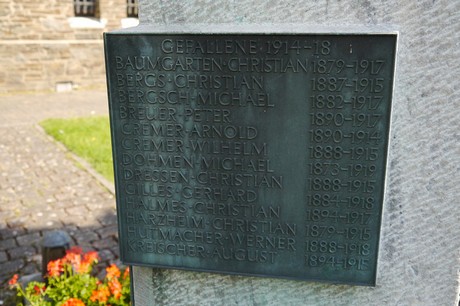 GEFALLENE · 1914-18
BAUMGARTEN · CHRISTIAN 1879-1917
BERGS · CHRISTIAN 1887-1915
BERGSCH · MICHAEL 1882-1917
BREUER · PETER 1890-1917
CREMER · ARNOLD 1890-1914
CREMER · WILHELM 1888-1915
DOHMEN · MICHAEL 1873-1919
DRESSEN · CHRISTIAN 1888-1915
GILLES · GERHARD 1884-1918
HALMES · CHRISTIAN 1894-1917
HARZHEIM · CHRISTIAN 1879-1915
HUTMACHER · WERNER 1888-1918
KREISCHER · AUGUST 1894-1915